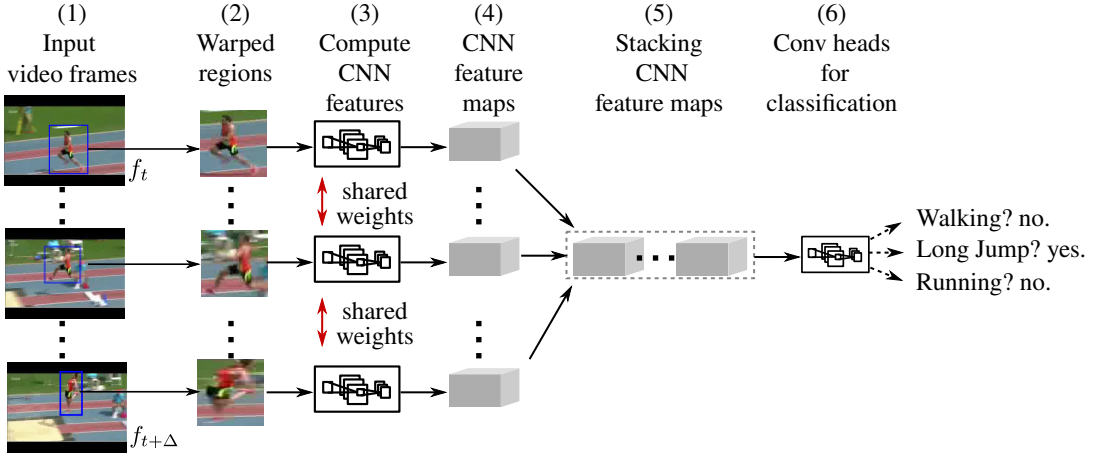 (1)
Input
video frames
(2)
Warped
regions
(3)
Compute
CNN
features
(4)
CNN
feature
maps
(5)
Stacking
CNN
feature maps
(6)
Conv heads
for
classification
f_t
shared
weights
shared
weights
f_{t+Δ}
Walking? no.
Long Jump? yes.
Running? no.